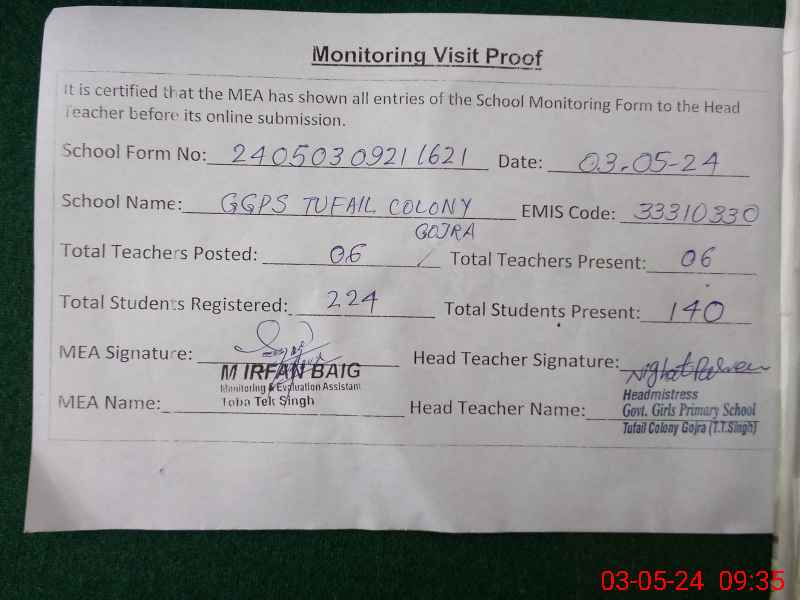 Monitoring Visit Proof
It is certified that the MEA has shown all entries of the School Monitoring Form to the Head
Teacher before its online submission.
School Form No: 24050309211621 Date: 03.05-24
School Name: GGPS TUFAIL COLONY EMIS Code: 33310330
GOJRA
Total Teachers Posted: 06 Total Teachers Present: 06
Total Students Registered: 224 Total Students Present: 140
MEA Signature: Head Teacher Signature: Nighat Parveen
M IRFAN BAIG
Monitoring & Evaluation Assistant
Toba Tek Singh
Headmistress
MEA Name: Head Teacher Name: Govt. Girls Primary School
Tufail Colony Gojra (T.T.Singh)
03-05-24 09:35